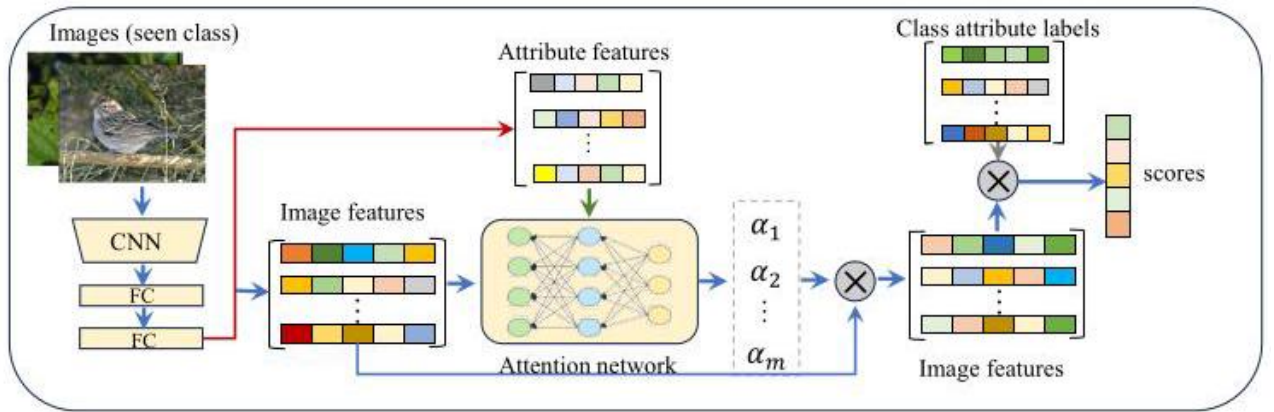 Images (seen class)
CNN
FC
FC
Image features
Attribute features
Attention network
α1
α2
⋮
αm
Image features
Class attribute labels
scores